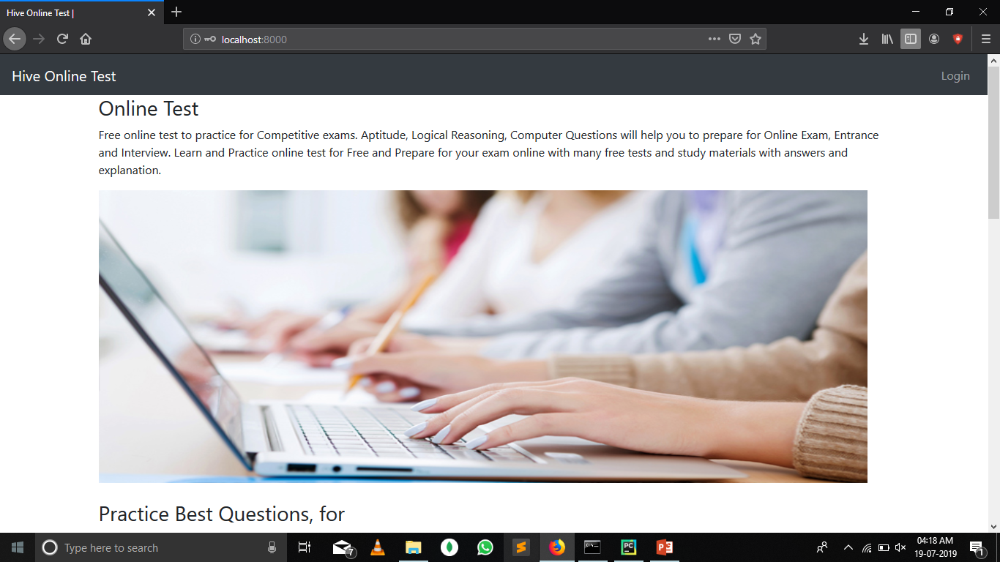 Hive Online Test |
localhost:8000
Hive Online Test
Login
Online Test
Free online test to practice for Competitive exams. Aptitude, Logical Reasoning, Computer Questions will help you to prepare for Online Exam, Entrance
and Interview. Learn and Practice online test for Free and Prepare for your exam online with many free tests and study materials with answers and
explanation.
Practice Best Questions, for
Type here to search
7
PC
P
04:18 AM
19-07-2019
1